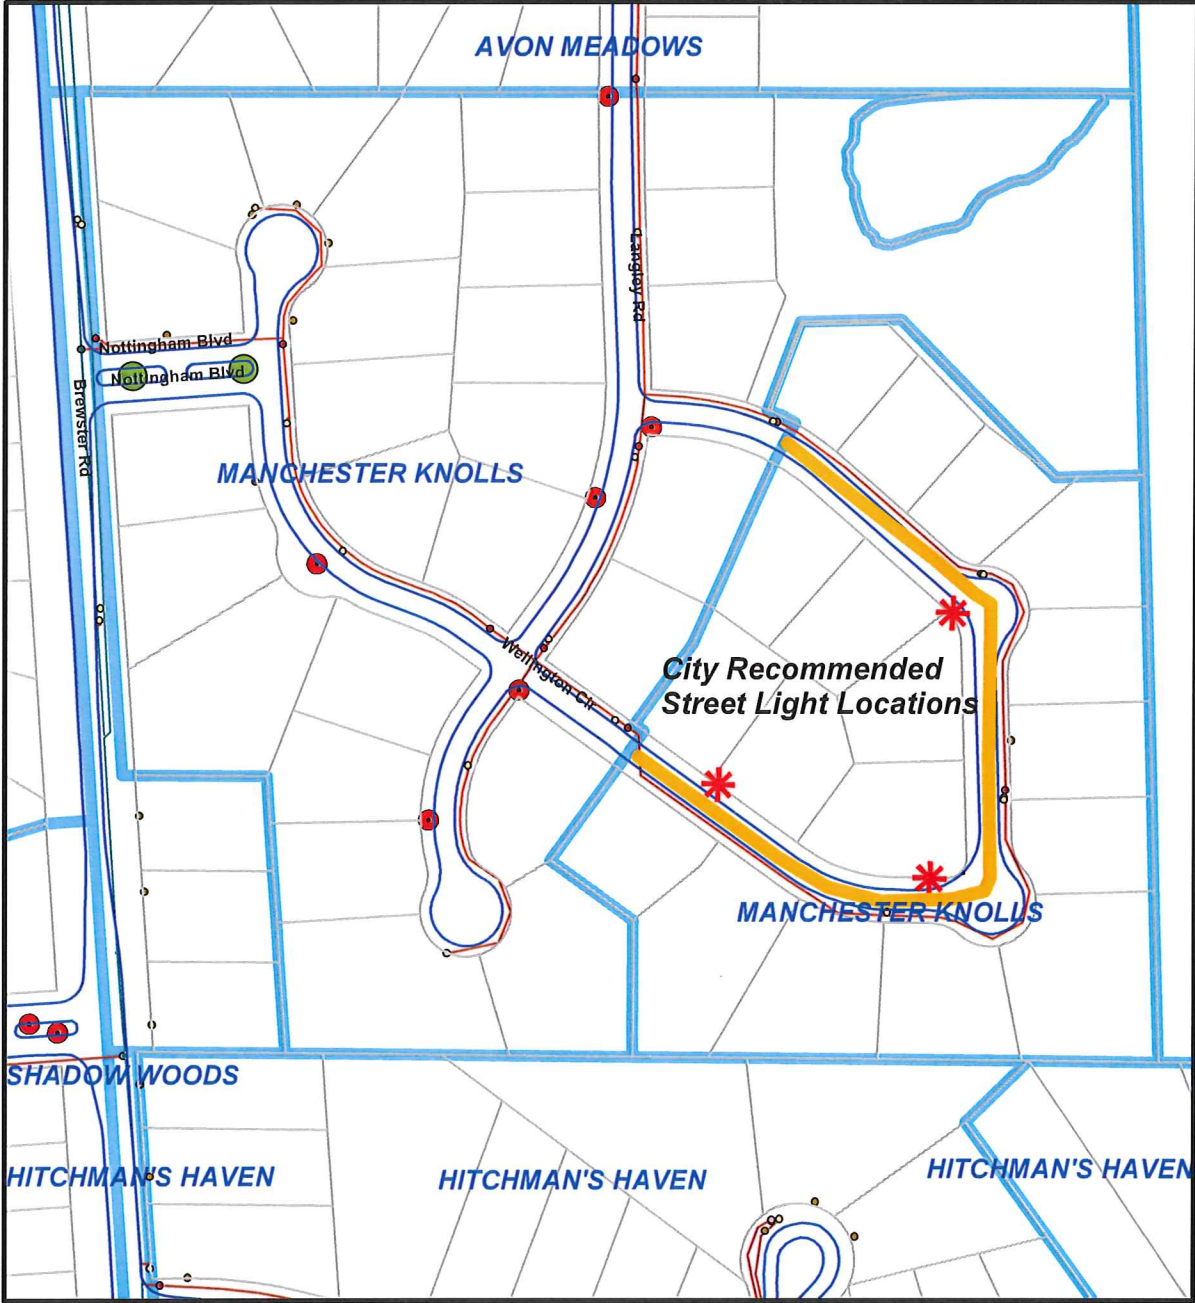 AVON MEADOWS
Langley Rd
Nottingham Blvd
Nottingham Blvd
Brewster Rd
MANCHESTER KNOLLS
Wellington Cir
City Recommended
Street Light Locations
MANCHESTER KNOLLS
SHADOW WOODS
HITCHMAN'S HAVEN
HITCHMAN'S HAVEN
HITCHMAN'S HAVEN